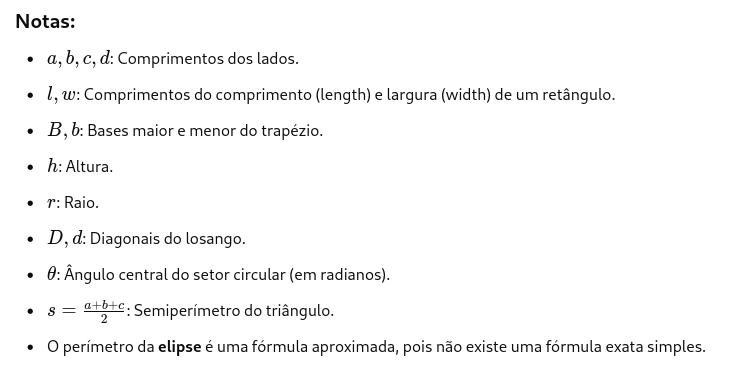 Notas:
• a, b, c, d: Comprimentos dos lados.
• l, w: Comprimentos do comprimento (length) e largura (width) de um retângulo.
• B, b: Bases maior e menor do trapézio.
• h: Altura.
• r: Raio.
• D, d: Diagonais do losango.
• θ: Ângulo central do setor circular (em radianos).
• s = \frac{a+b+c}{2}: Semiperímetro do triângulo.
• O perímetro da elipse é uma fórmula aproximada, pois não existe uma fórmula exata simples.